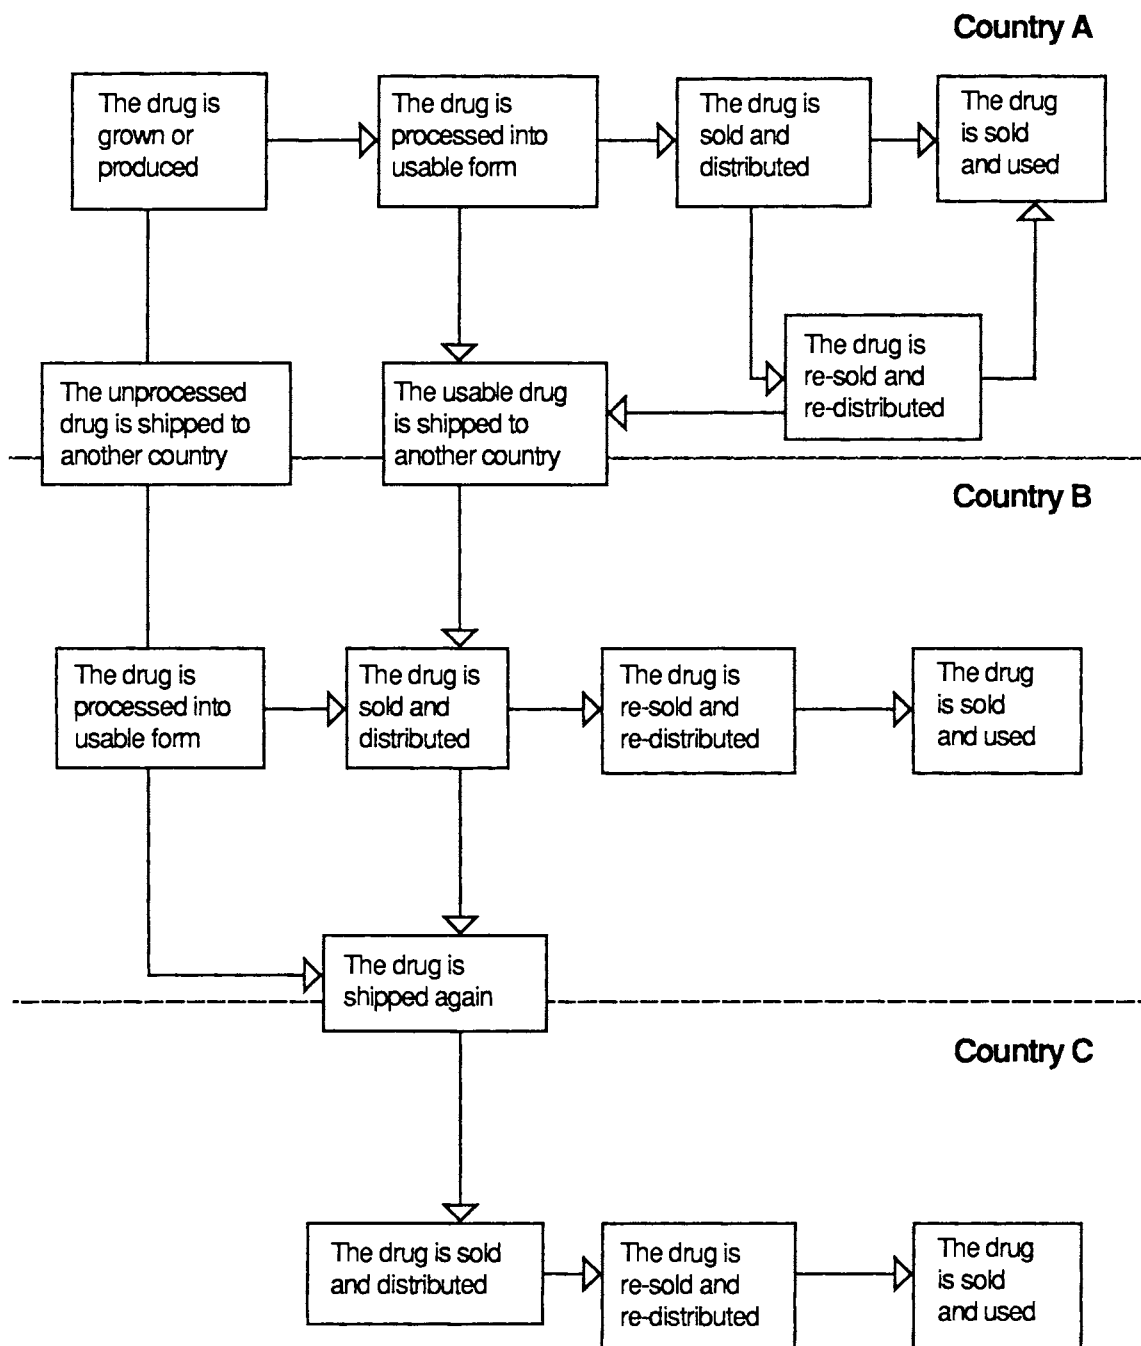 Country A
The drug is
grown or
produced
The drug is
processed into
usable form
The drug is
sold and
distributed
The drug
is sold
and used
The drug is
re-sold and
re-distributed
The unprocessed
drug is shipped to
another country
The usable drug
is shipped to
another country
Country B
The drug is
processed into
usable form
The drug is
sold and
distributed
The drug is
re-sold and
re-distributed
The drug
is sold
and used
The drug is
shipped again
Country C
The drug is sold
and distributed
The drug is
re-sold and
re-distributed
The drug
is sold
and used